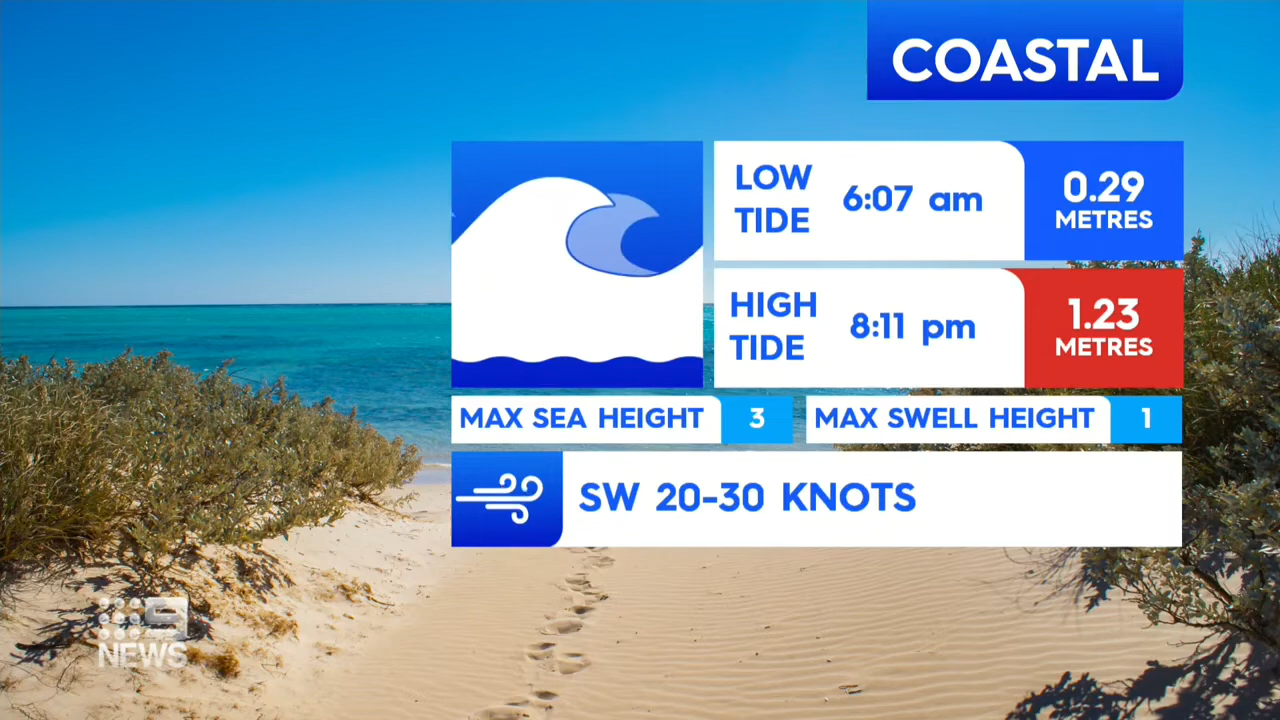 COASTAL
LOW TIDE 6:07 am 0.29 METRES
HIGH TIDE 8:11 pm 1.23 METRES
MAX SEA HEIGHT 3 MAX SWELL HEIGHT 1
SW 20-30 KNOTS
9
NEWS